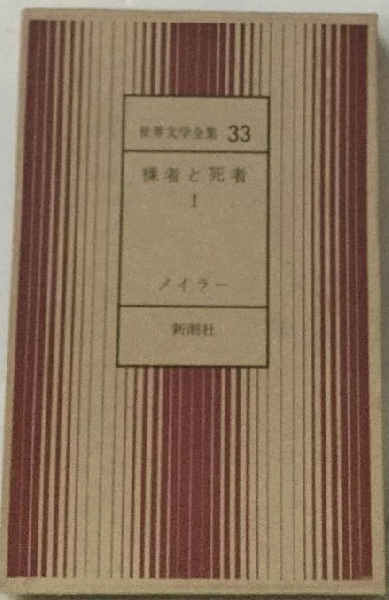 世界文学全集 33
裸者と死者
I
メイラー
新潮社